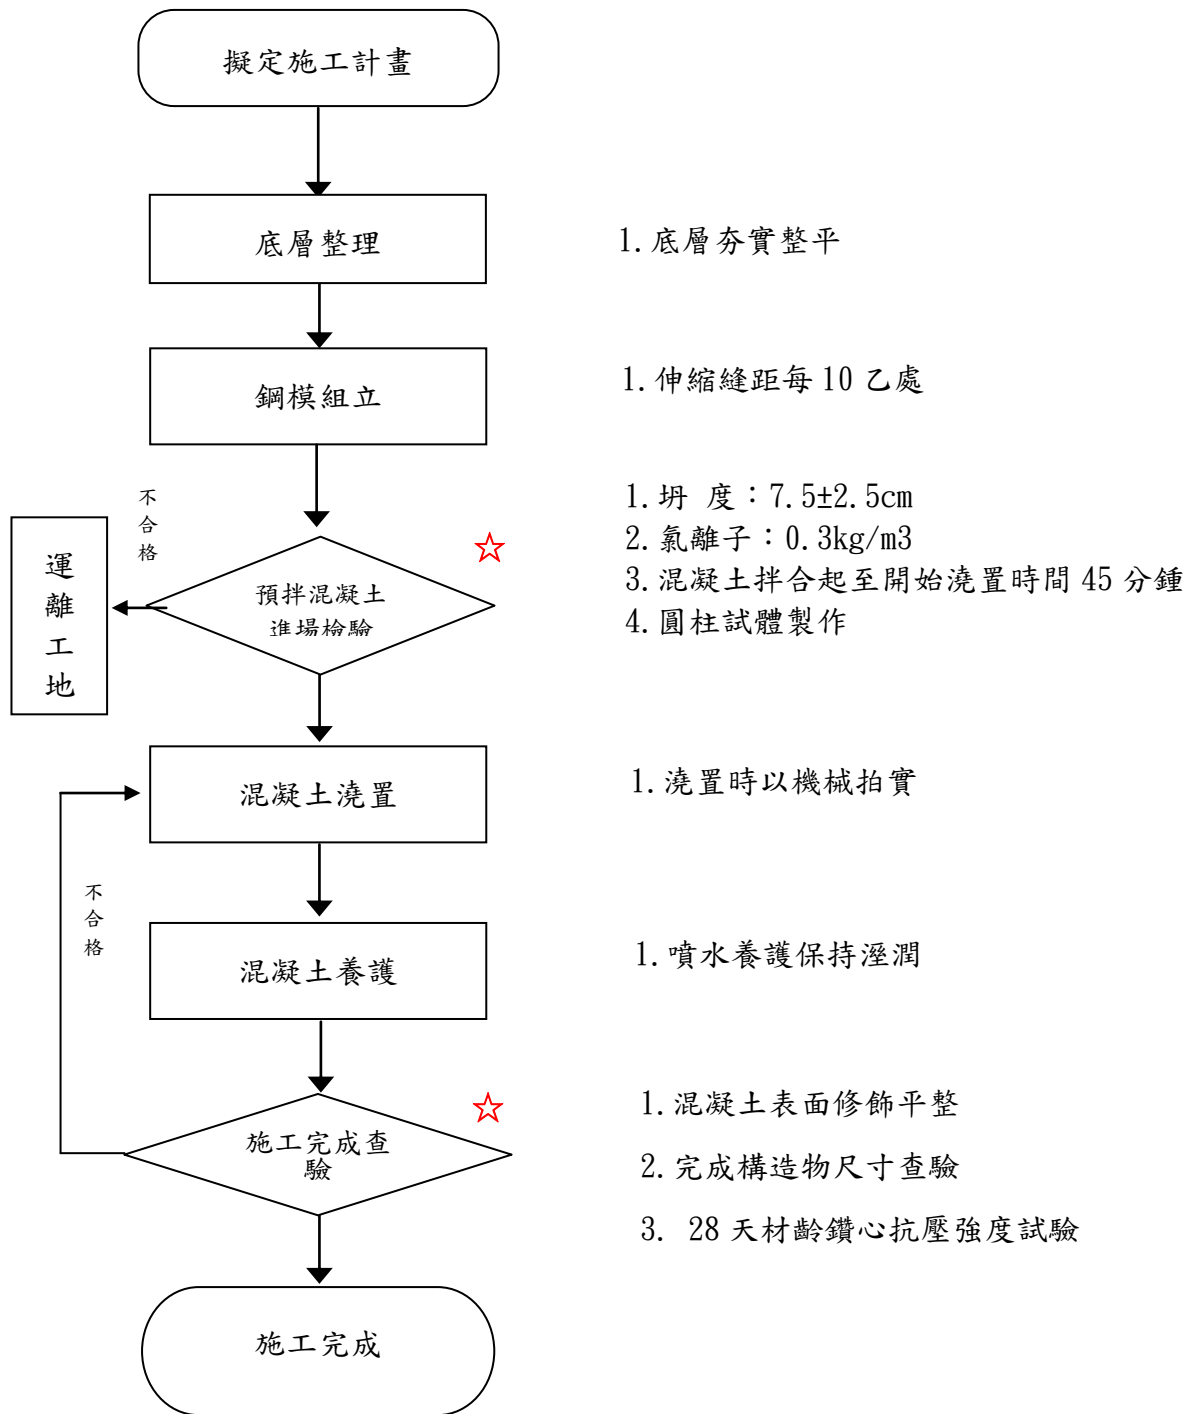 擬定施工計畫
底層整理
1.底層夯實整平
鋼模組立
1.伸縮縫距每10乙處
不合格
運離工地
預拌混凝土
進場檢驗
1.坍 度：7.5±2.5cm
2.氯離子：0.3kg/m3
3.混凝土拌合起至開始澆置時間45分鍾
4.圓柱試體製作
混凝土澆置
1.澆置時以機械拍實
不合格
混凝土養護
1.噴水養護保持溼潤
施工完成查
驗
1.混凝土表面修飾平整
2.完成構造物尺寸查驗
3. 28天材齡鑽心抗壓強度試驗
施工完成